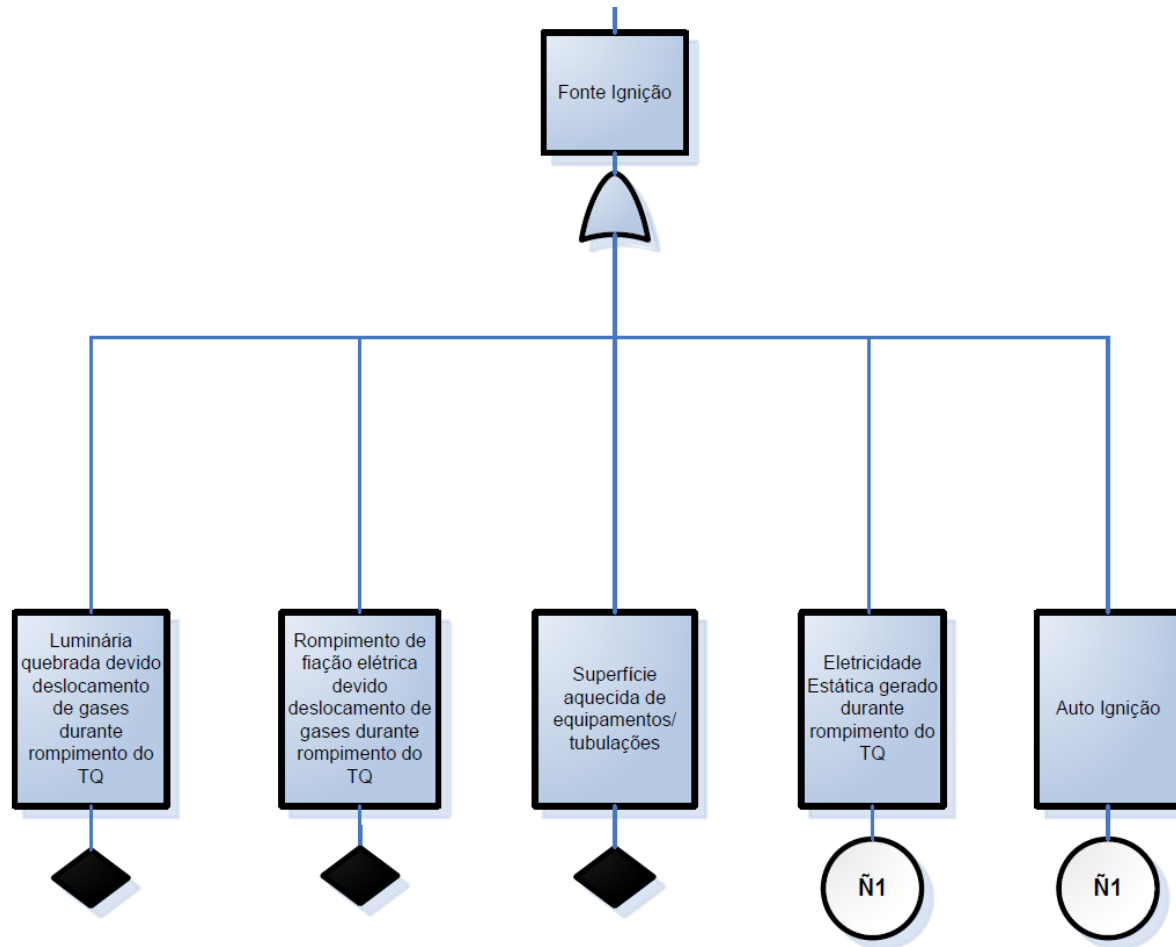 Fonte Ignição
Luminária
quebrada devido
deslocamento
de gases
durante
rompimento do
TQ
Rompimento de
fiação elétrica
devido
deslocamento de
gases durante
rompimento do
TQ
Superfície
aquecida de
equipamentos/
tubulações
Eletricidade
Estática gerado
durante
rompimento do
TQ
Auto Ignição
Ñ1
Ñ1